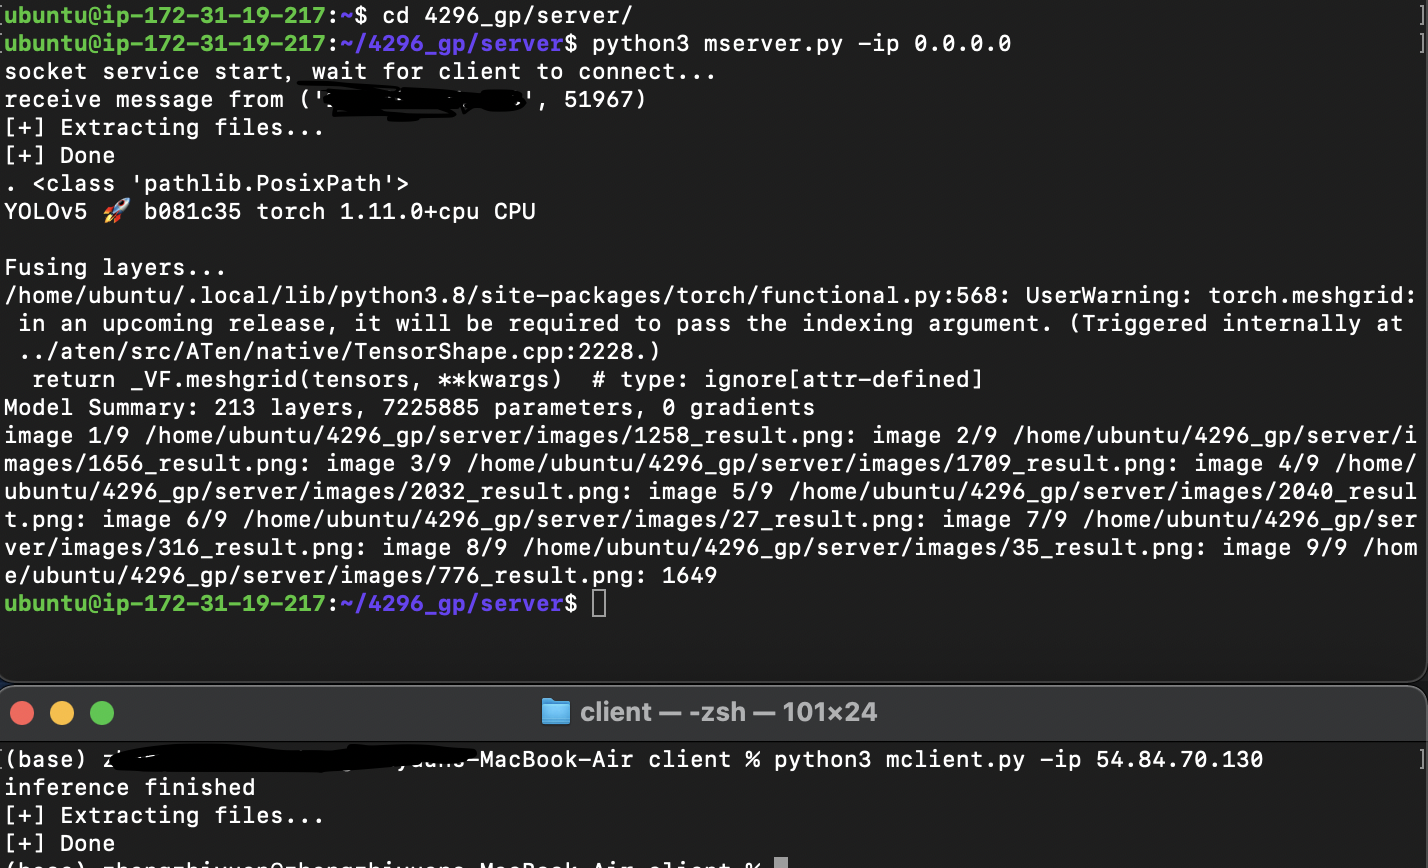 ubuntu@ip-172-31-19-217:~$ cd 4296_gp/server/
ubuntu@ip-172-31-19-217:~/4296_gp/server$ python3 mserver.py -ip 0.0.0.0
socket service start, wait for client to connect...
receive message from (' ', 51967)
[+] Extracting files...
[+] Done
. <class 'pathlib.PosixPath'>
YOLOv5 🚀 b081c35 torch 1.11.0+cpu CPU
Fusing layers...
/home/ubuntu/.local/lib/python3.8/site-packages/torch/functional.py:568: UserWarning: torch.meshgrid:
in an upcoming release, it will be required to pass the indexing argument. (Triggered internally at
../aten/src/ATen/native/TensorShape.cpp:2228.)
return _VF.meshgrid(tensors, **kwargs)  # type: ignore[attr-defined]
Model Summary: 213 layers, 7225885 parameters, 0 gradients
image 1/9 /home/ubuntu/4296_gp/server/images/1258_result.png: image 2/9 /home/ubuntu/4296_gp/server/i
mages/1656_result.png: image 3/9 /home/ubuntu/4296_gp/server/images/1709_result.png: image 4/9 /home/
ubuntu/4296_gp/server/images/2032_result.png: image 5/9 /home/ubuntu/4296_gp/server/images/2040_resul
t.png: image 6/9 /home/ubuntu/4296_gp/server/images/27_result.png: image 7/9 /home/ubuntu/4296_gp/ser
ver/images/316_result.png: image 8/9 /home/ubuntu/4296_gp/server/images/35_result.png: image 9/9 /hom
e/ubuntu/4296_gp/server/images/776_result.png: 1649
ubuntu@ip-172-31-19-217:~/4296_gp/server$
client — -zsh — 101×24
(base) -MacBook-Air client % python3 mclient.py -ip 54.84.70.130
inference finished
[+] Extracting files...
[+] Done
(base) -MacBook-Air client %